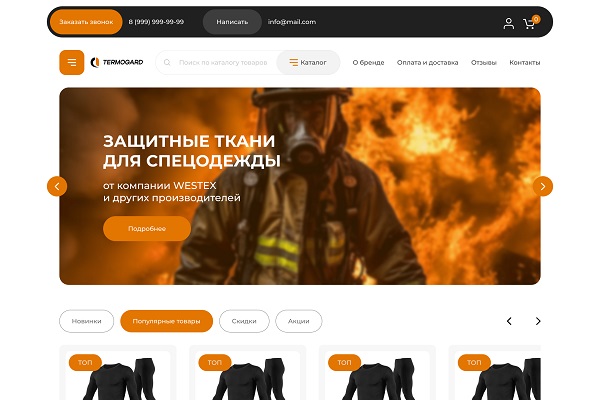 Заказать звонок
8 (999) 999-99-99
Написать
info@mail.com
0
TERMOGARD
Поиск по каталогу товаров
Каталог
О бренде
Оплата и доставка
Отзывы
Контакты
ЗАЩИТНЫЕ ТКАНИ
ДЛЯ СПЕЦОДЕЖДЫ
от компании WESTEX
и других производителей
Подробнее
Новинки
Популярные товары
Скидки
Акции
ТОП
ТОП
ТОП
ТОП